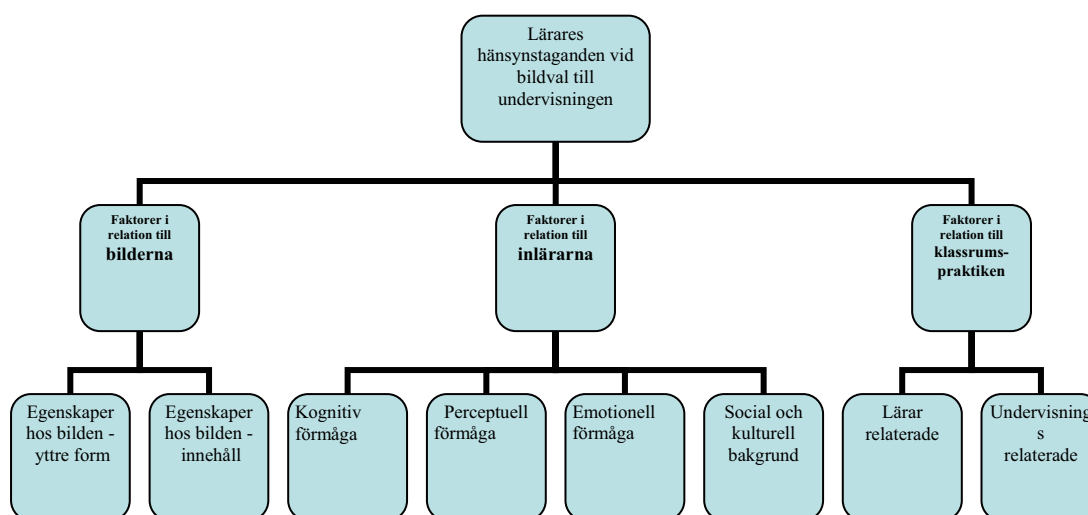 Lärares
hänsynstaganden vid
bildval till
undervisningen
Faktorer i
relation till
bilderna
Faktorer i
relation till
inlärarna
Faktorer i
relation till
klassrums-
praktiken
Egenskaper
hos bilden -
yttre form
Egenskaper
hos bilden -
innehåll
Kognitiv
förmåga
Perceptuell
förmåga
Emotionell
förmåga
Social och
kulturell
bakgrund
Lärar
relaterade
Undervisning
s
relaterade